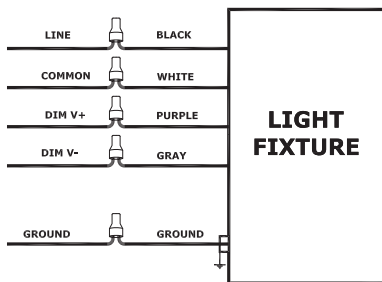 LINE BLACK
COMMON WHITE
DIM V+ PURPLE
DIM V- GRAY
GROUND GROUND
LIGHT
FIXTURE